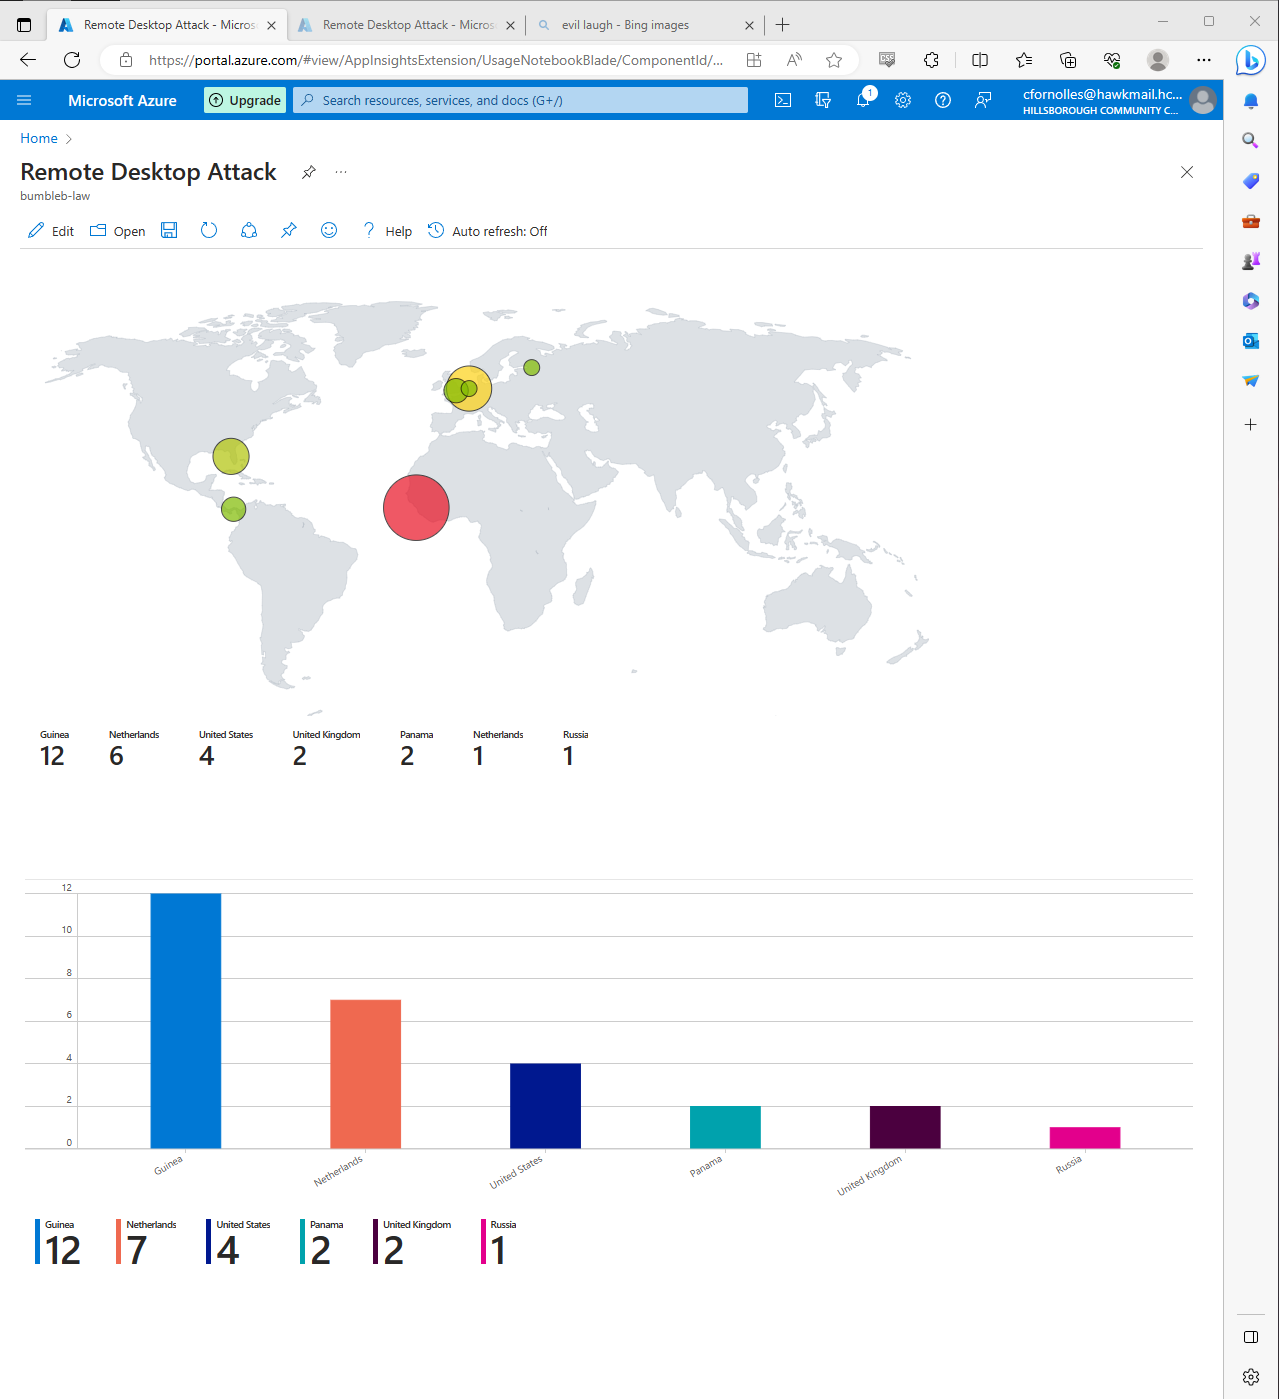 Remote Desktop Attack - Micros
Remote Desktop Attack - Micros
evil laugh - Bing images
https://portal.azure.com/#view/AppInsightsExtension/UsageNotebookBlade/ComponentId/...
Microsoft Azure
Upgrade
Search resources, services, and docs (G+/)
1
cfornolles@hawkmail.hc...
HILLSBOROUGH COMMUNITY C...
Home
Remote Desktop Attack
bumbleb-law
Edit
Open
Help
Auto refresh: Off
Guinea Netherlands United States United Kingdom Panama Netherlands Russia
12 6 4 2 2 1 1
12
10
8
6
4
2
0
Guinea Netherlands United States Panama United Kingdom Russia
Guinea Netherlands United States Panama United Kingdom Russia
12 7 4 2 2 1